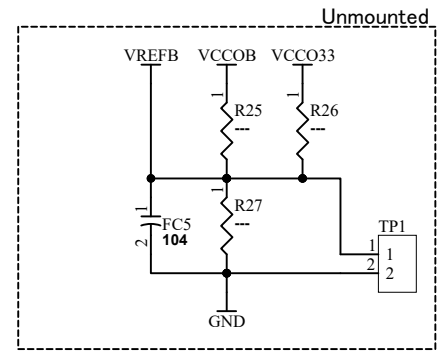 Unmounted
VREFB VCCOB VCCO33
1 R25 ---
1 R26 ---
1 R27 ---
1 2 FC5 104
TP1
1 1
2 2
GND